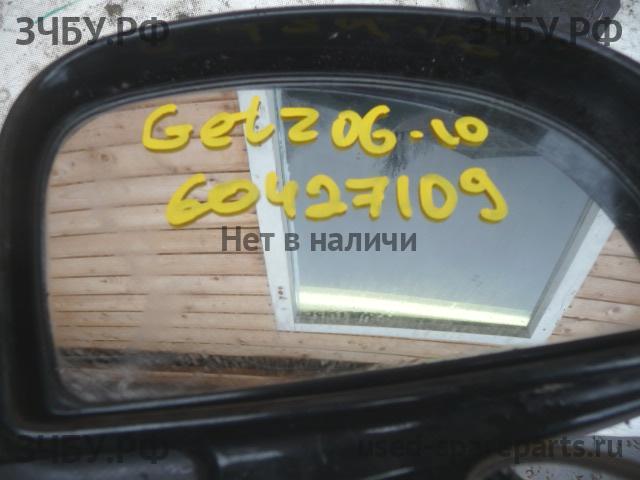 ЗЧБУ.РФ
ЗЧБУ.РФ
Getz 06-10
60427109
Нет в наличи
ЗЧБУ.РФ
used-spareparts.ru